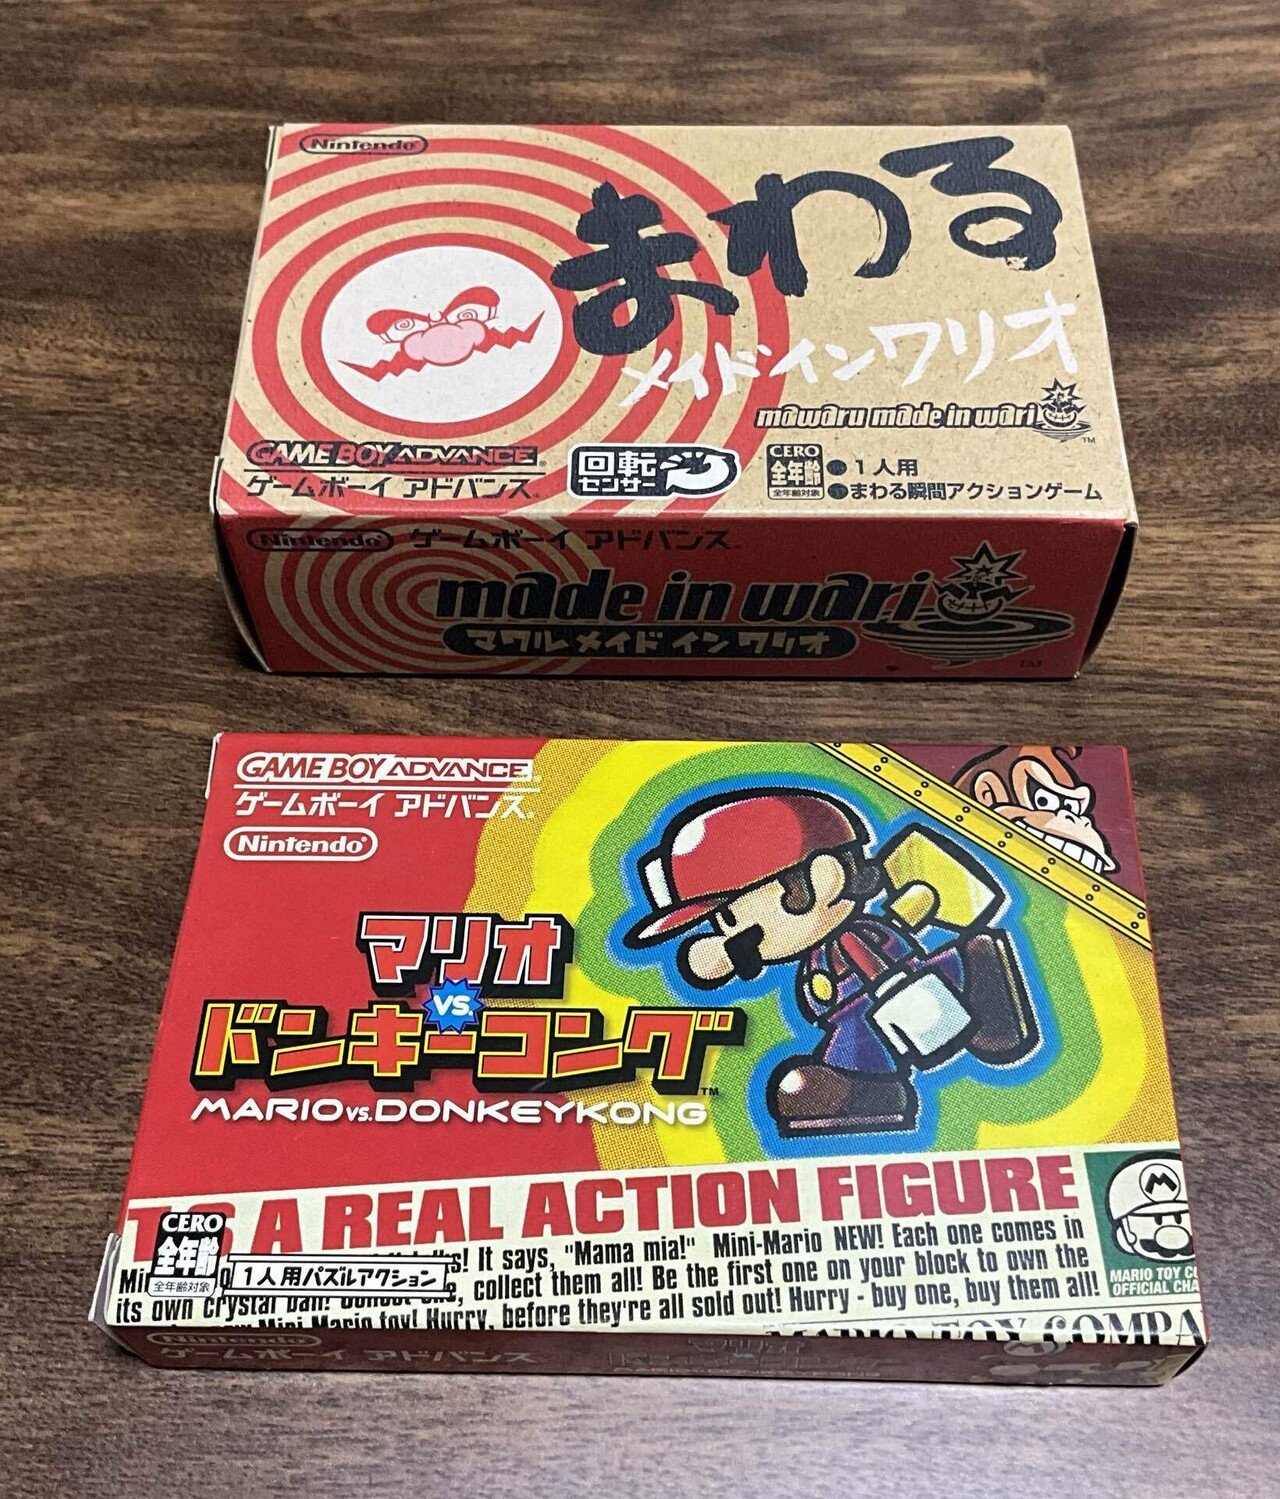 Nintendo
まわる
メイドインワリオ
mawaru made in wario
GAME BOY ADVANCE
ゲームボーイ アドバンス
回転
センサー
CERO
全年齢
全年齢対象
●1人用
●まわる瞬間アクションゲーム
Nintendo ゲームボーイ アドバンス
made in wario
マワル メイド イン ワリオ
TM
GAME BOY ADVANCE
ゲームボーイ アドバンス
Nintendo
マリオ
VS.
ドンキーコング
TM
MARIO vs. DONKEY KONG
A REAL ACTION FIGURE
It says, "Mama mia!" Mini-Mario NEW! Each one comes in
collect them all! Be the first one on your block to own the
its own crystal ball!
Mini Mario toy! Hurry, before they're all sold out! Hurry - buy one, buy them all!
CERO
全年齢
全年齢対象
1人用パズルアクション
MARIO TOY
OFFICIAL
MARIO TOY COMPA
Nintendo
ゲームボーイ アドバンス